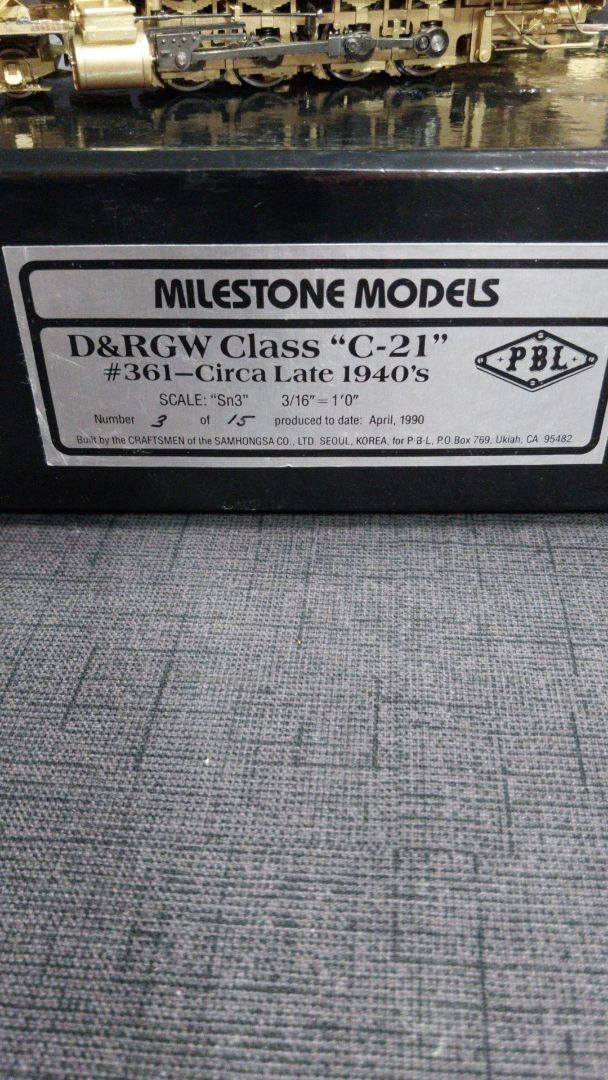 MILESTONE MODELS
D&RGW Class "C-21"
#361—Circa Late 1940's
PBL
SCALE: "Sn3" 3/16" = 1'0"
Number 3 of 15 produced to date: April, 1990
Built by the CRAFTSMEN of the SAMHONGSA CO., LTD. SEOUL, KOREA, for P·B·L, P.O. Box 769, Ukiah, CA 95482